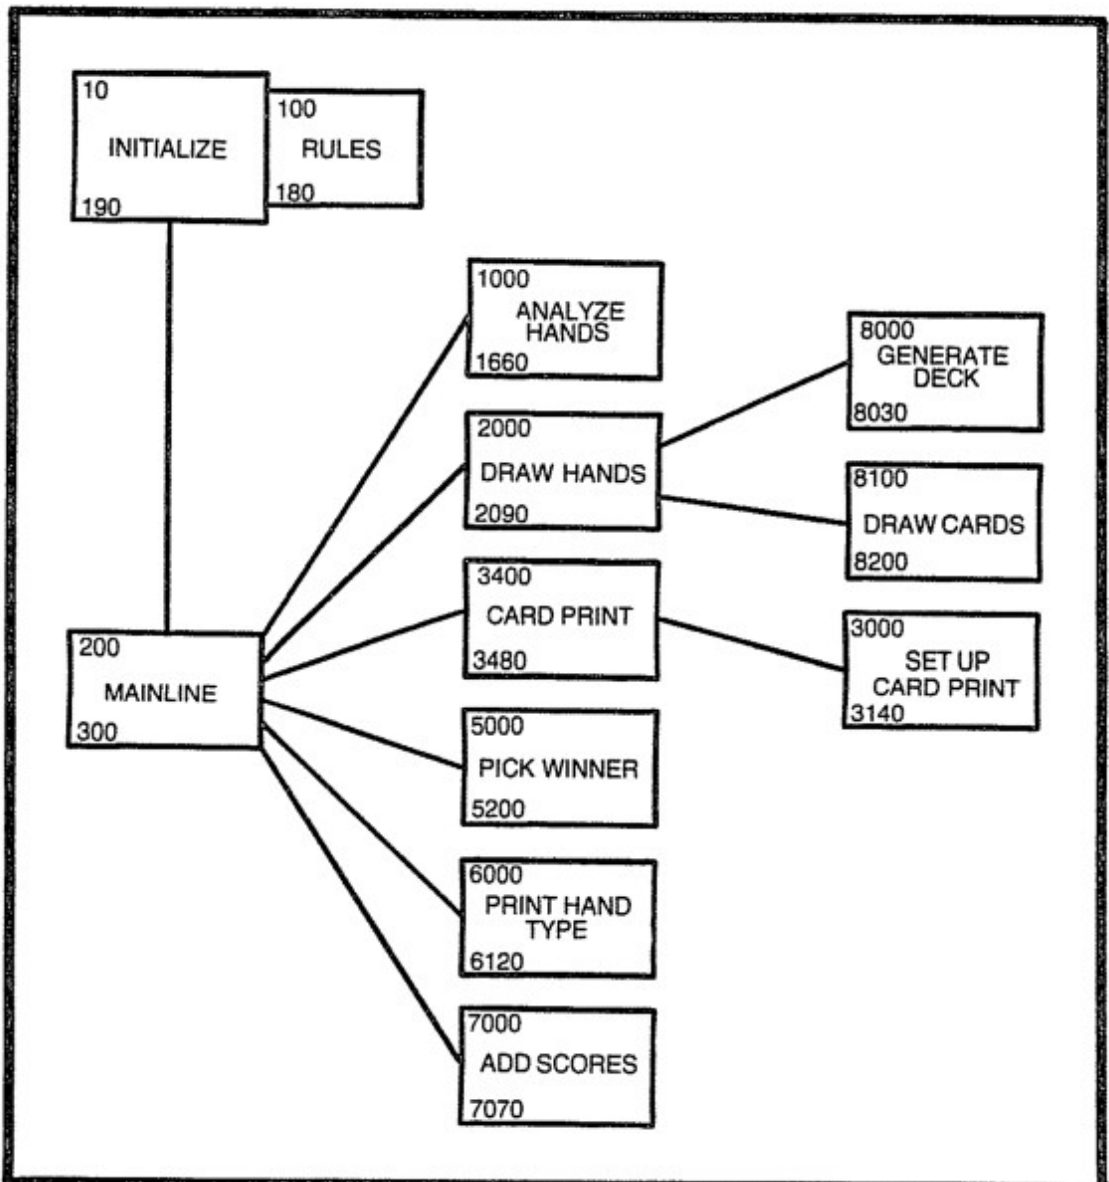 10
INITIALIZE
190
100
RULES
180
1000
ANALYZE
HANDS
1660
2000
DRAW HANDS
2090
8000
GENERATE
DECK
8030
8100
DRAW CARDS
8200
3400
CARD PRINT
3480
3000
SET UP
CARD PRINT
3140
200
MAINLINE
300
5000
PICK WINNER
5200
6000
PRINT HAND
TYPE
6120
7000
ADD SCORES
7070